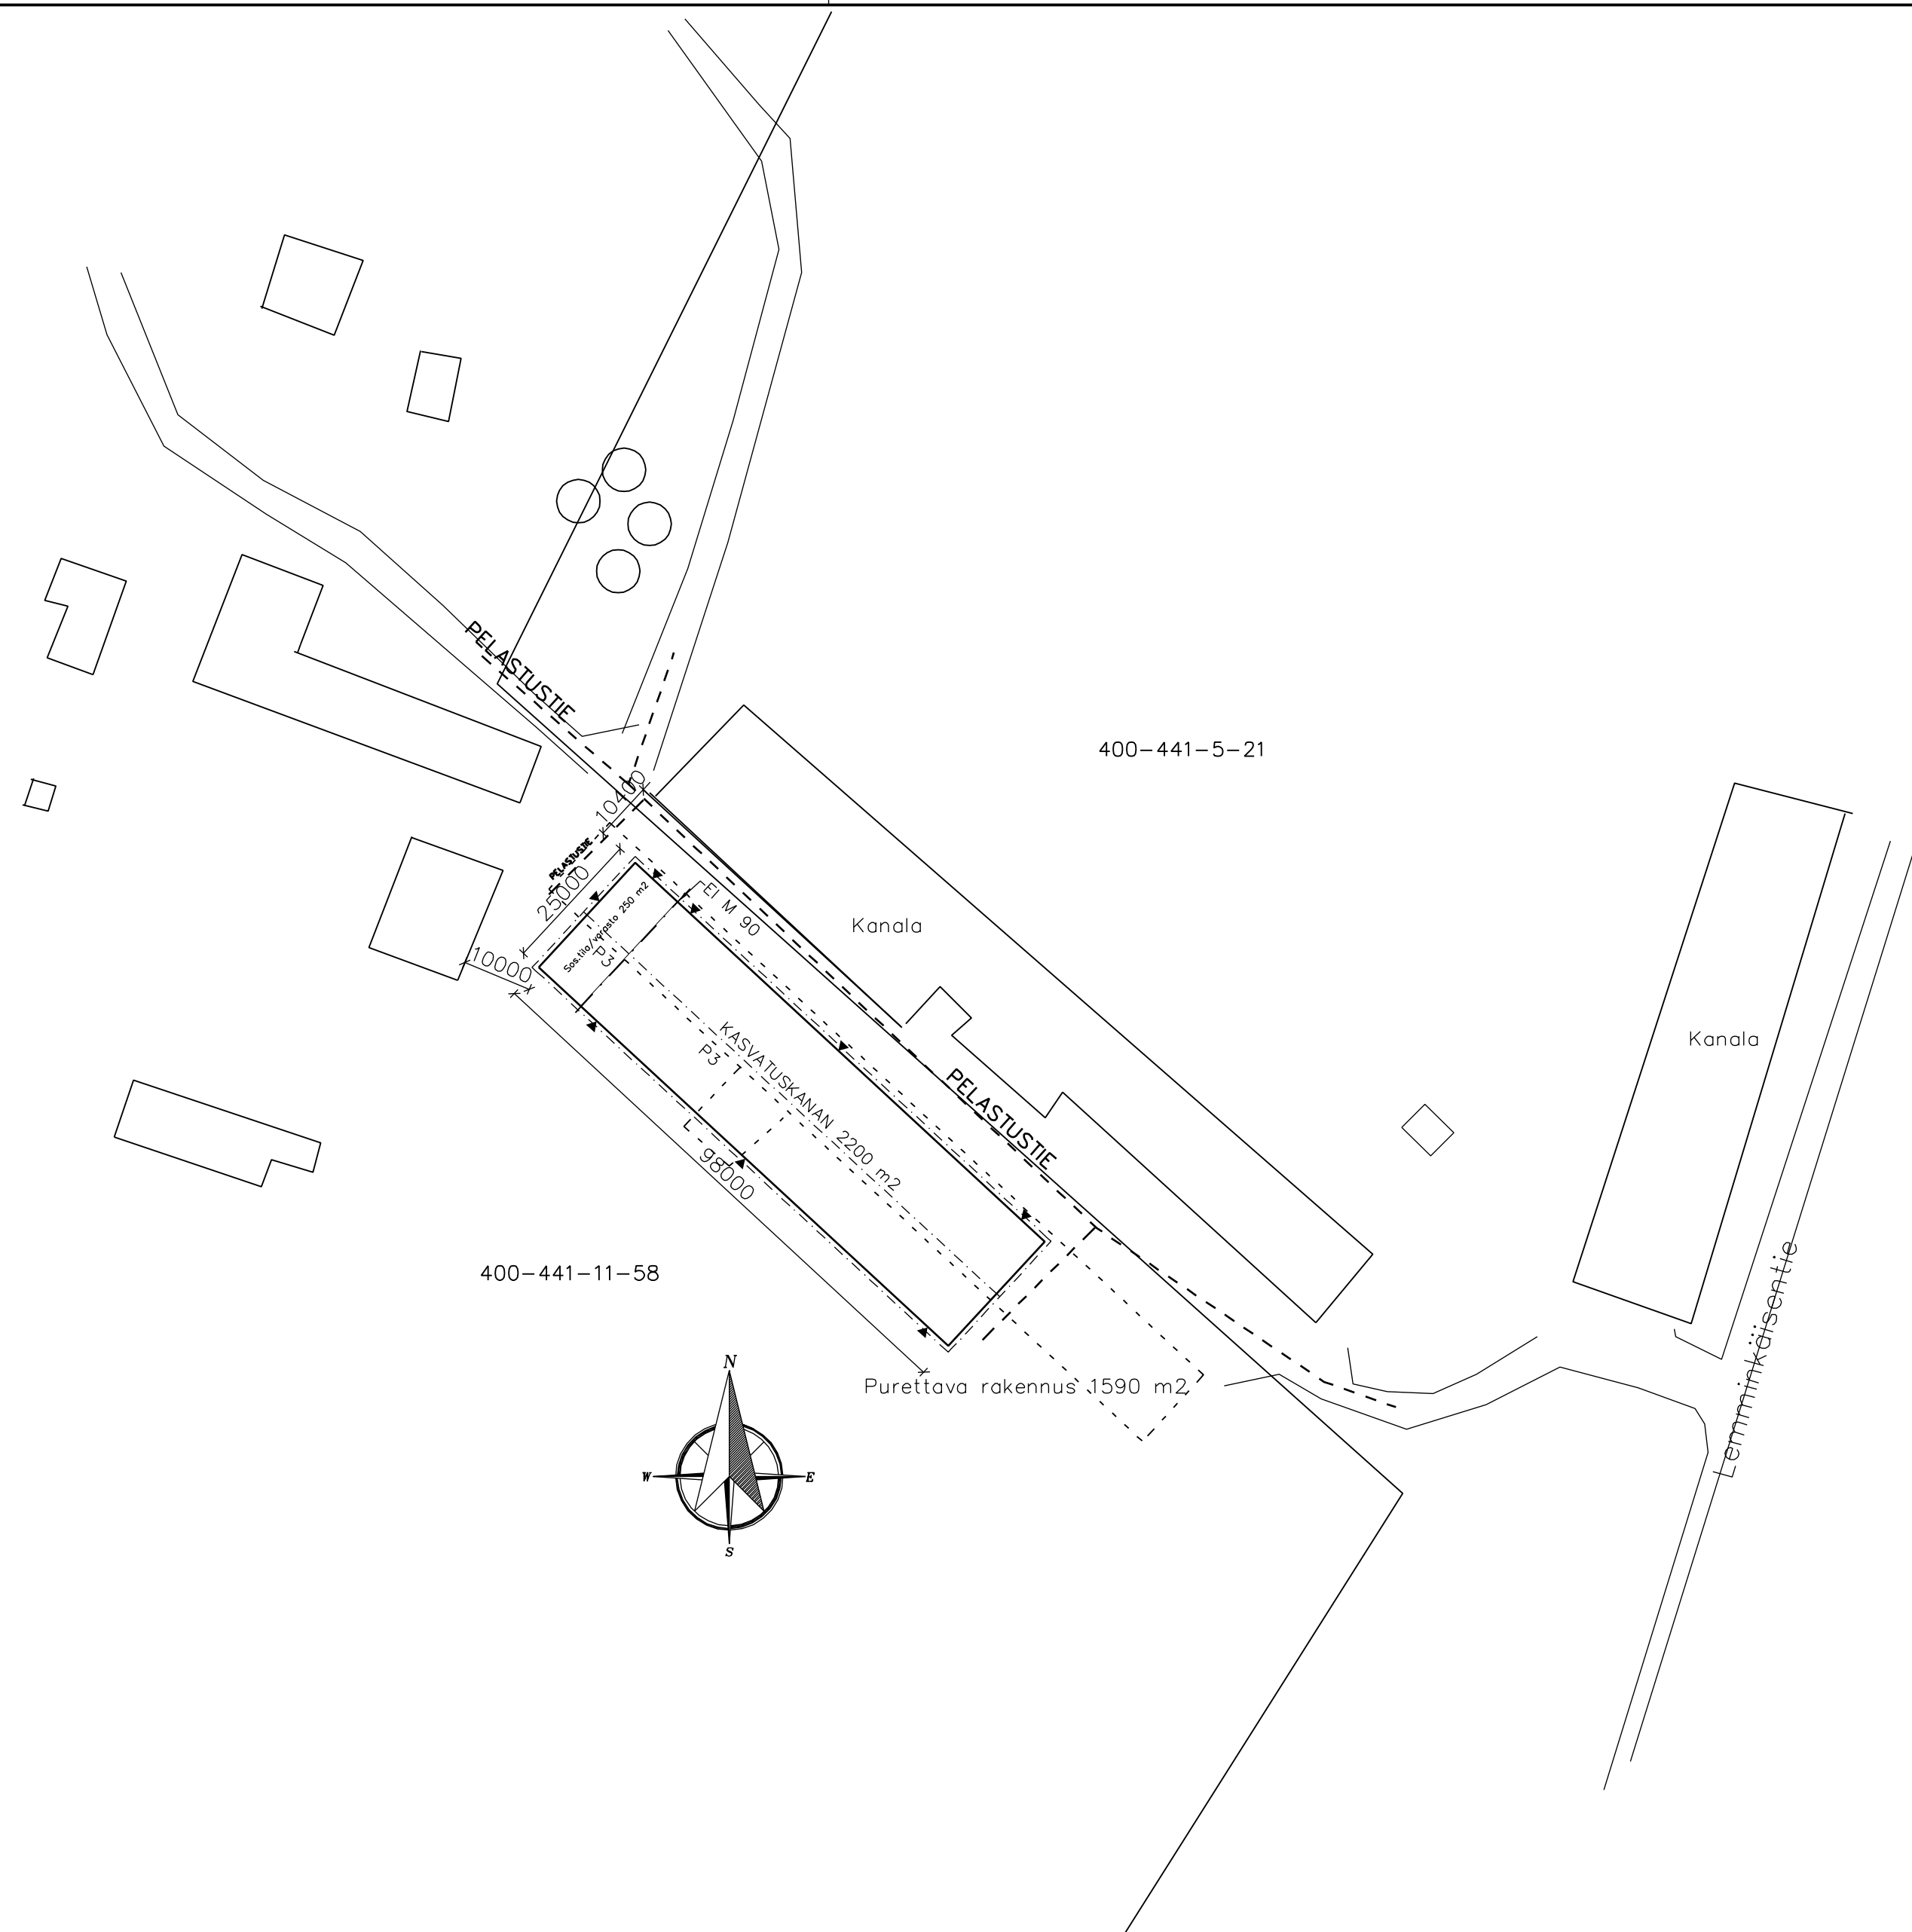 PELASTUSTIE
400-441-5-21
10400
PELASTUSTIE
25000
Sos.tila/varasto 250 m2
EI M 90
Kanala
P3
10000
Kanala
KASVATUSKANAN 2200 m2
P3
PELASTUSTIE
98000
400-441-11-58
Lemminkäisentie
Purettava rakennus 1590 m2
N
W
E
S